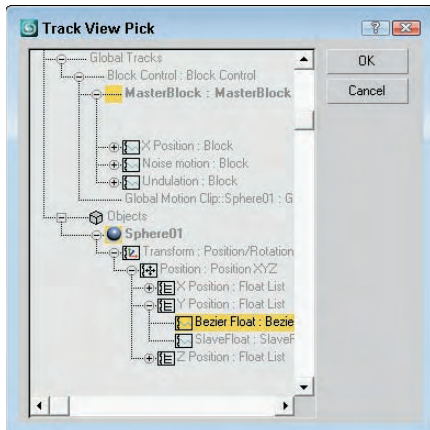 Track View Pick
Global Tracks
Block Control : Block Control
MasterBlock : MasterBlock
X Position : Block
Noise motion : Block
Undulation : Block
Global Motion Clip::Sphere01 : G
Objects
Sphere01
Transform : Position/Rotation
Position : Position XYZ
X Position : Float List
Y Position : Float List
Bezier Float : Bezie
SlaveFloat : SlaveF
Z Position : Float List
OK
Cancel